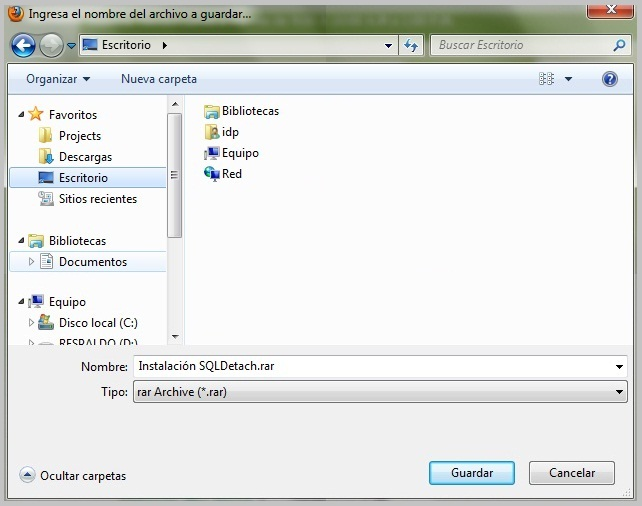 Ingresa el nombre del archivo a guardar...
Escritorio
Buscar Escritorio
Organizar
Nueva carpeta
Favoritos
Projects
Descargas
Escritorio
Sitios recientes
Bibliotecas
Documentos
Equipo
Disco local (C:)
RESPALDO (D:)
Bibliotecas
idp
Equipo
Red
Nombre: Instalación SQLDetach.rar
Tipo: rar Archive (*.rar)
Ocultar carpetas
Guardar
Cancelar